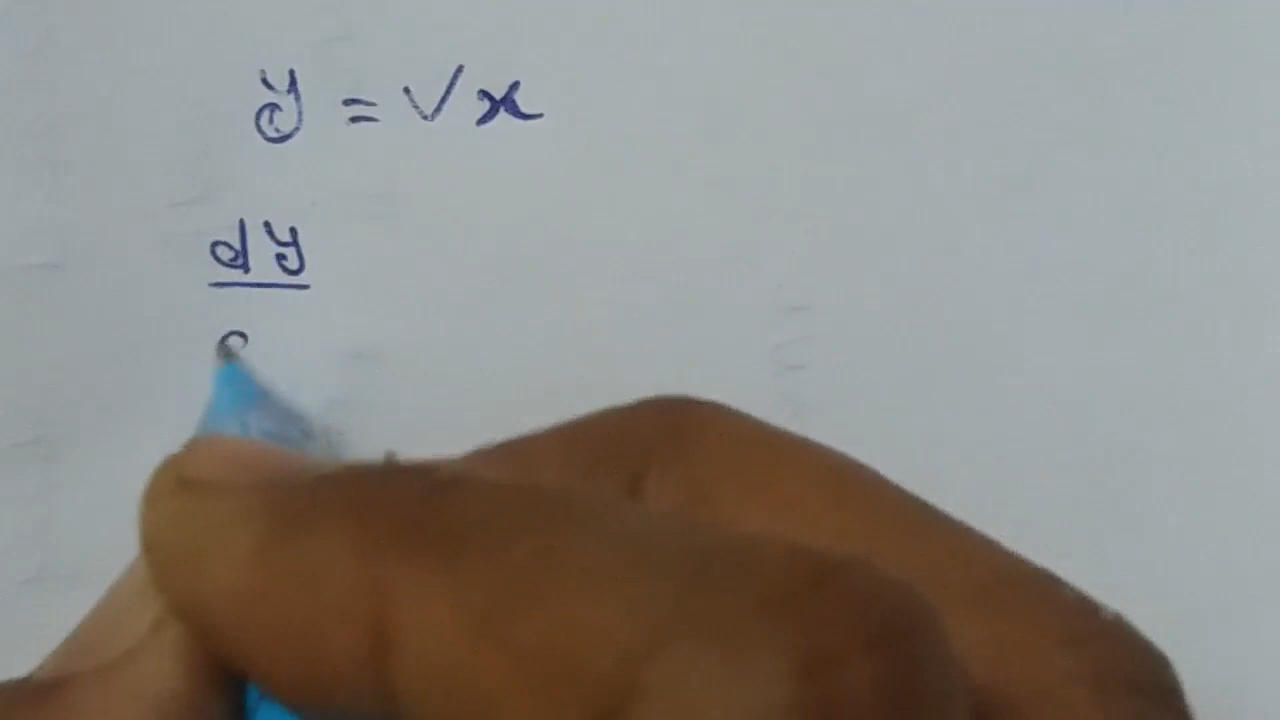 y = √x
dy